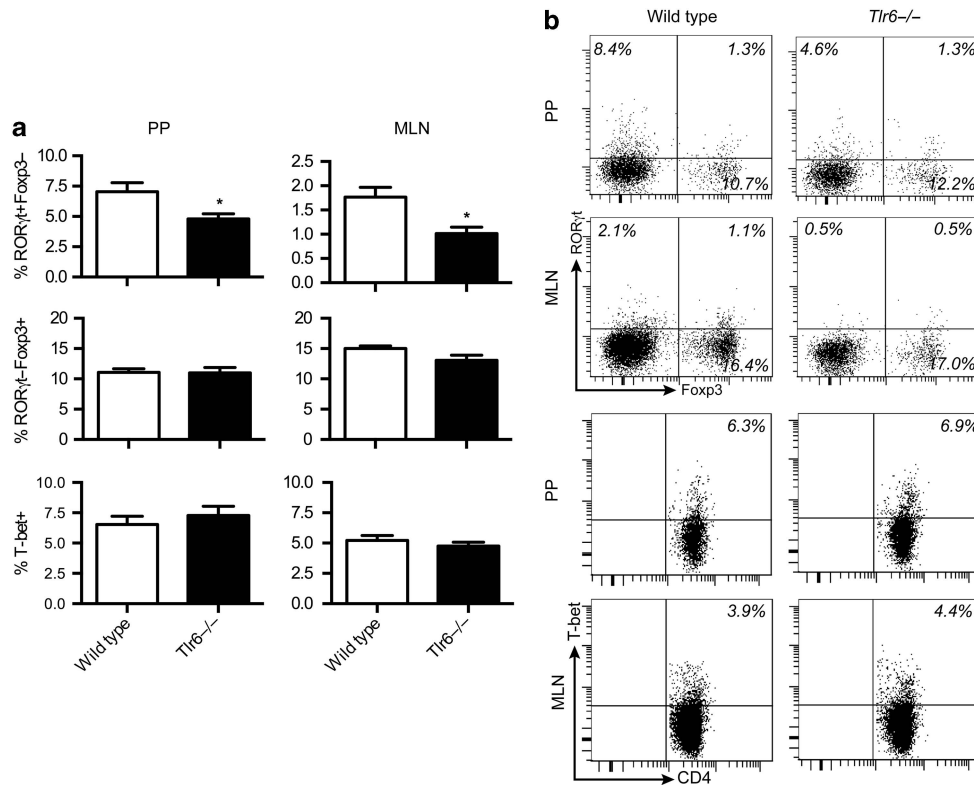 a
PP
MLN
% RORγt+Foxp3−
10.0
7.5
5.0
2.5
0.0
*
2.5
2.0
1.5
1.0
0.5
0.0
*
% RORγt−Foxp3+
20
15
10
5
0
20
15
10
5
0
% T-bet+
10.0
7.5
5.0
2.5
0.0
10.0
7.5
5.0
2.5
0.0
Wild type
Tlr6−/−
Wild type
Tlr6−/−
b
Wild type
Tlr6−/−
PP
8.4%
1.3%
10.7%
4.6%
1.3%
12.2%
MLN
RORγt
2.1%
1.1%
16.4%
0.5%
0.5%
17.0%
Foxp3
PP
6.3%
6.9%
MLN
T-bet
3.9%
4.4%
CD4